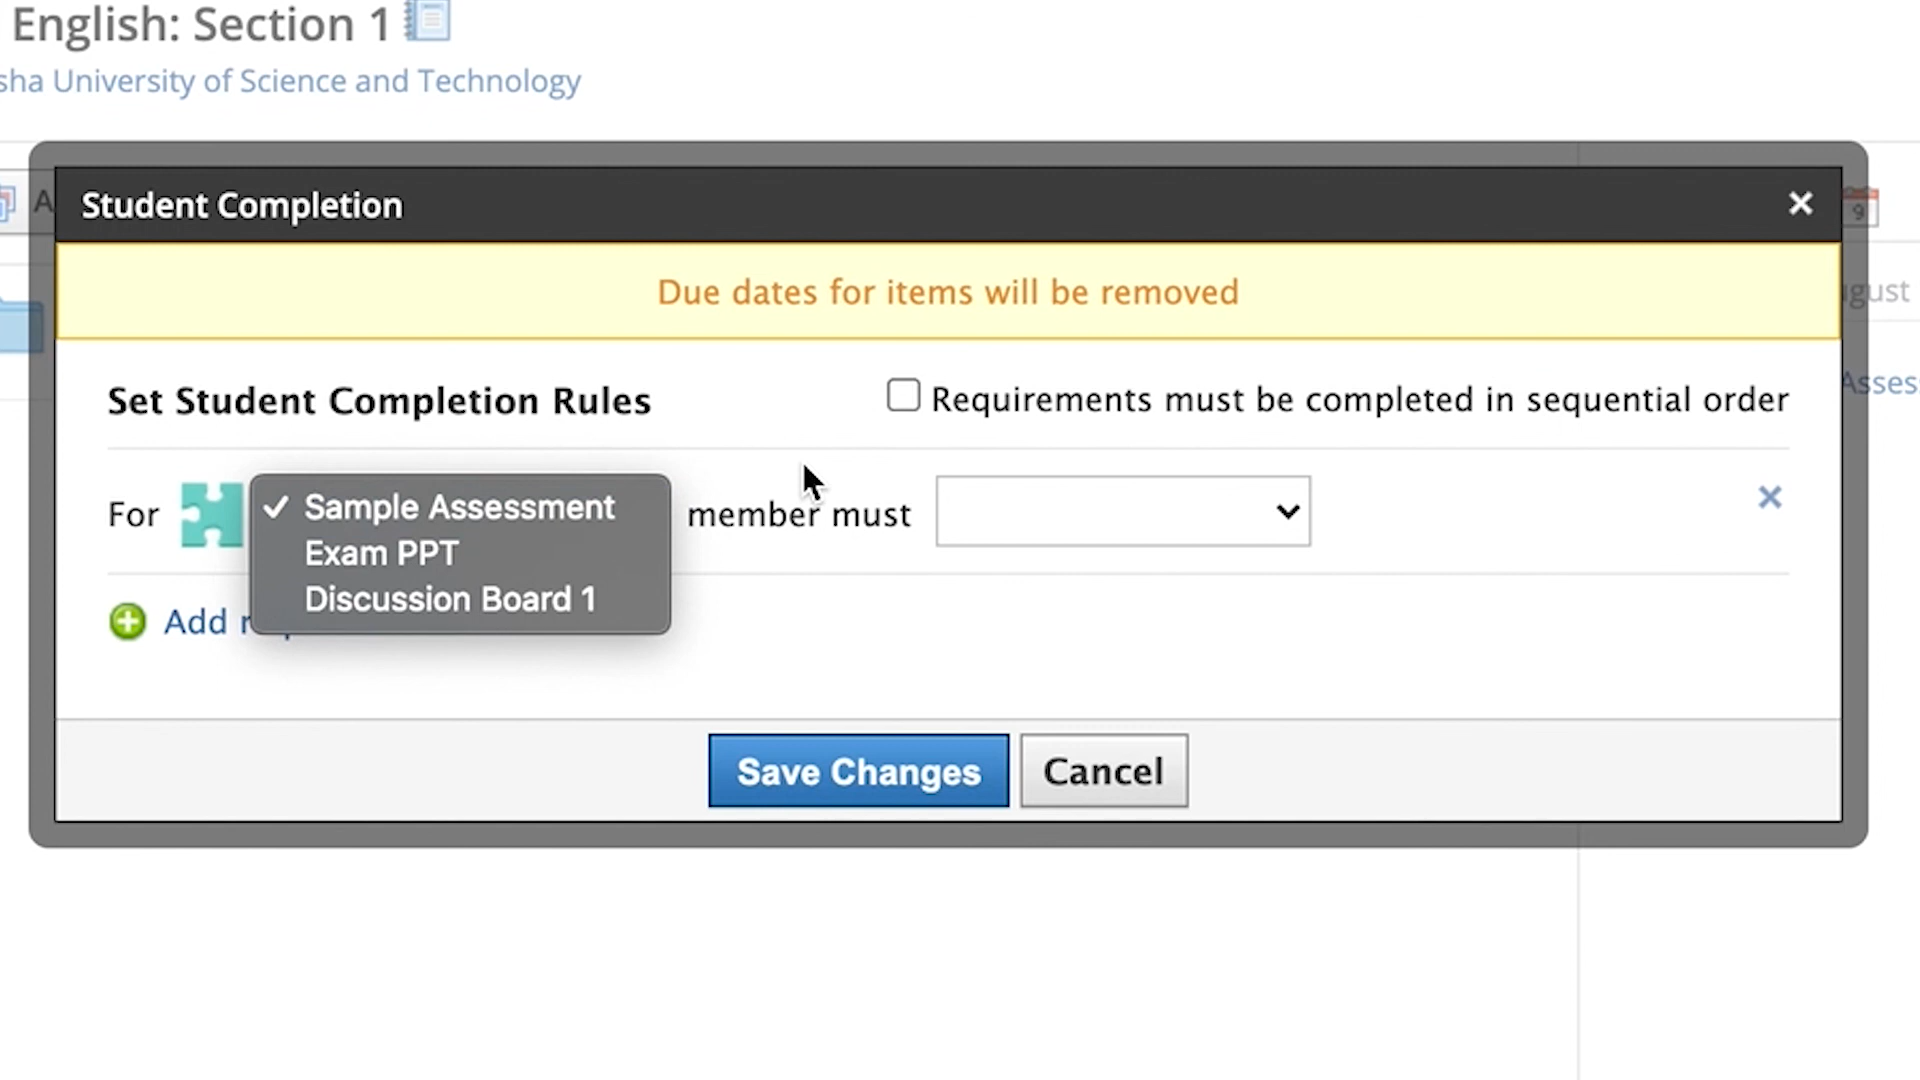 English: Section 1
University of Science and Technology
Student Completion
9
Due dates for items will be removed
Set Student Completion Rules
Requirements must be completed in sequential order
For
✓ Sample Assessment
Exam PPT
Discussion Board 1
member must
Add
Save Changes
Cancel